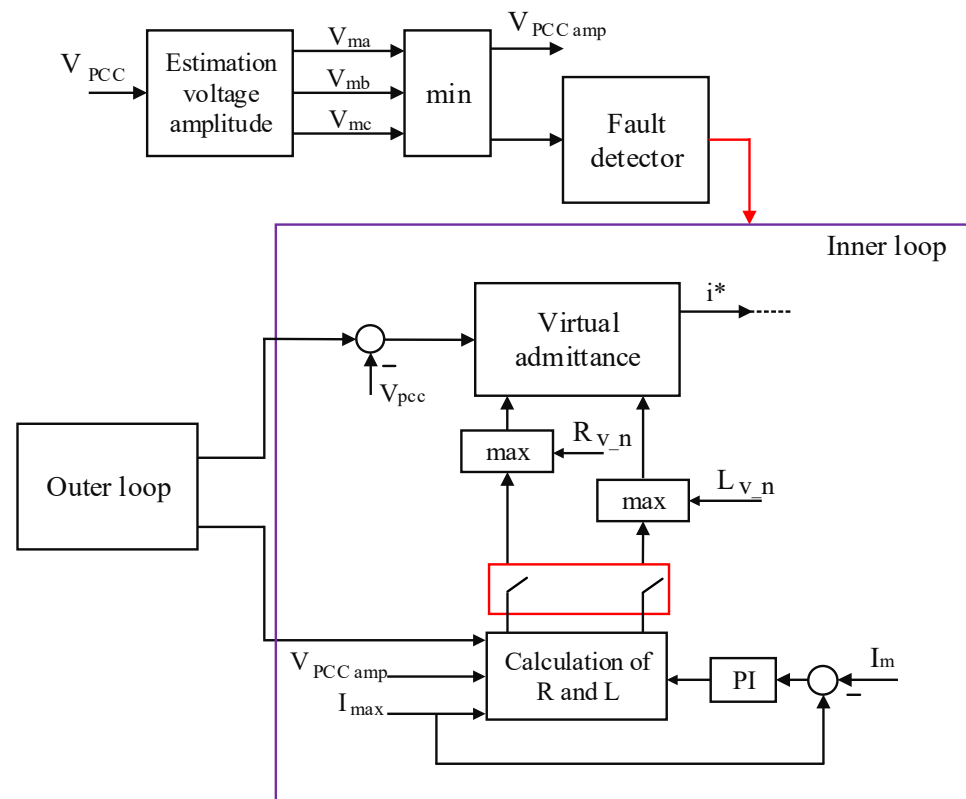 V PCC
Estimation
voltage
amplitude
Vma
Vmb
Vmc
min
V PCC amp
Fault
detector
Inner loop
Virtual
admittance
i*
−
Vpcc
max
R v_n
max
L v_n
Outer loop
V PCC amp
I max
Calculation of
R and L
PI
Im
−